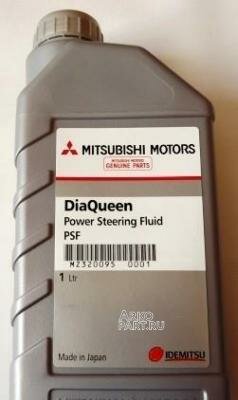 MITSUBISHI MOTORS
MITSUBISHI MOTORS
GENUINE PARTS
DiaQueen
Power Steering Fluid
PSF
MZ320095 0001
1 Ltr
ARKO
PART.RU
Made in Japan
IDEMITSU